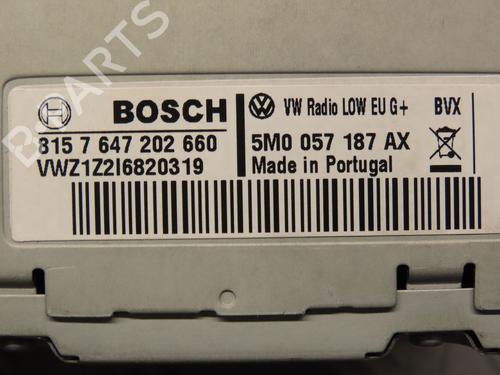 BOSCH
815 7 647 202 660
VWZ1Z2I6820319
VW Radio LOW EU G+ BVX
5M0 057 187 AX
Made in Portugal